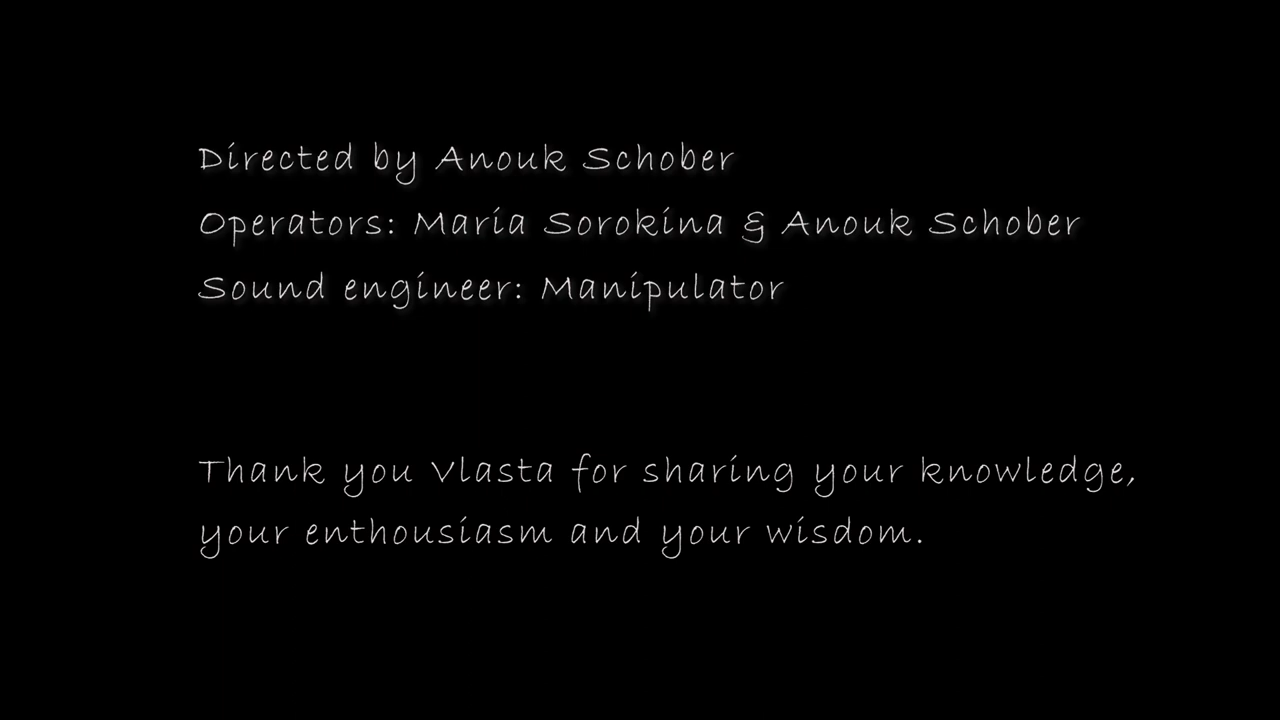 Directed by Anouk Schober
Operators: Maria Sorokina & Anouk Schober
Sound engineer: Manipulator
Thank you Vlasta for sharing your knowledge,
your enthousiasm and your wisdom.